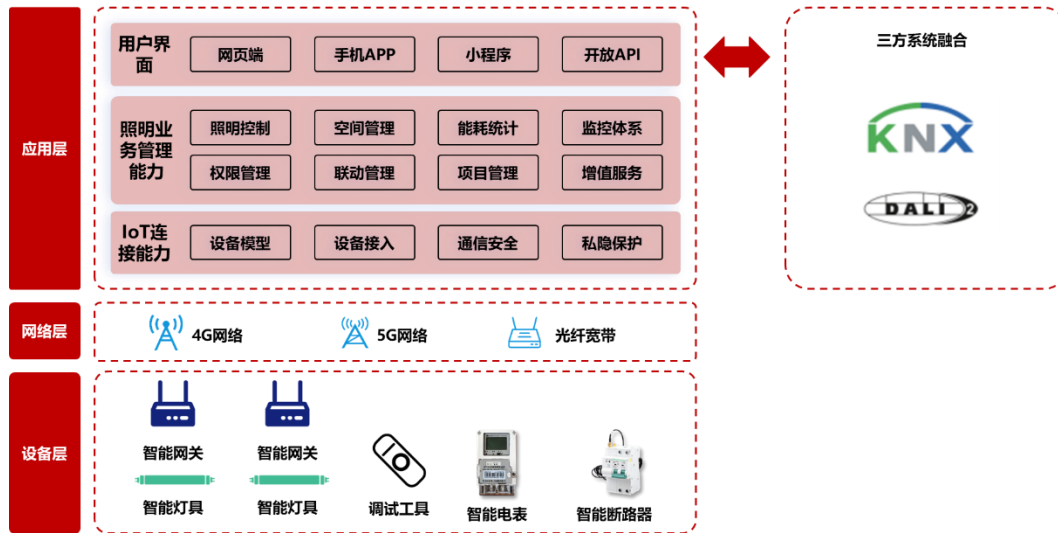 应用层
用户界
面
网页端
手机APP
小程序
开放API
照明业
务管理
能力
照明控制
空间管理
能耗统计
监控体系
权限管理
联动管理
项目管理
增值服务
IoT连
接能力
设备模型
设备接入
通信安全
私隐保护
三方系统融合
KNX
DALI 2
网络层
4G网络
5G网络
光纤宽带
设备层
智能网关
智能网关
智能灯具
智能灯具
调试工具
智能电表
智能断路器